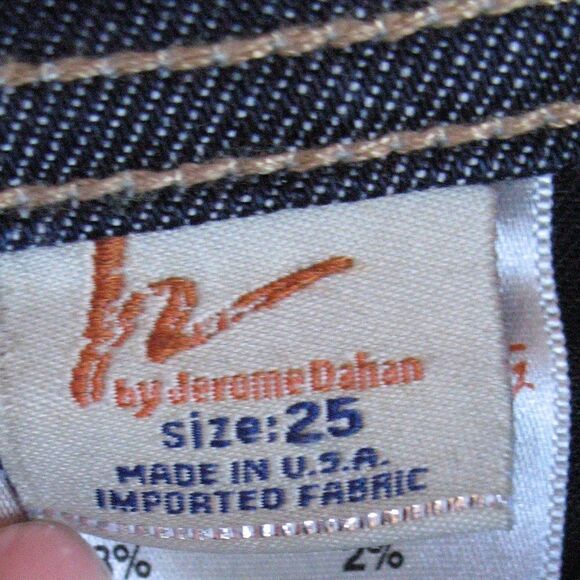 by Jerome Dahan
size: 25
MADE IN U.S.A.
IMPORTED FABRIC
2%